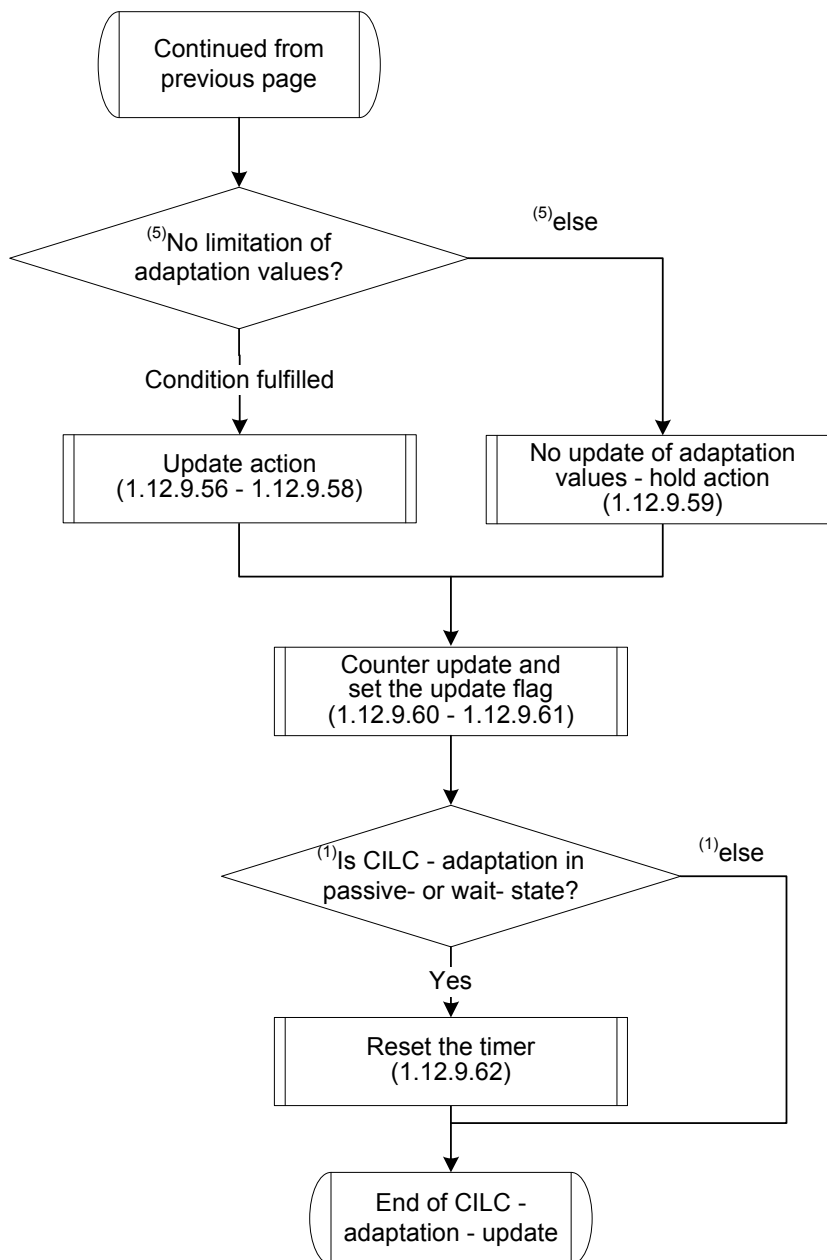 Continued from
previous page
(5)No limitation of
adaptation values?
(5)else
Condition fulfilled
Update action
(1.12.9.56 - 1.12.9.58)
No update of adaptation
values - hold action
(1.12.9.59)
Counter update and
set the update flag
(1.12.9.60 - 1.12.9.61)
(1)Is CILC - adaptation in
passive- or wait- state?
(1)else
Yes
Reset the timer
(1.12.9.62)
End of CILC -
adaptation - update